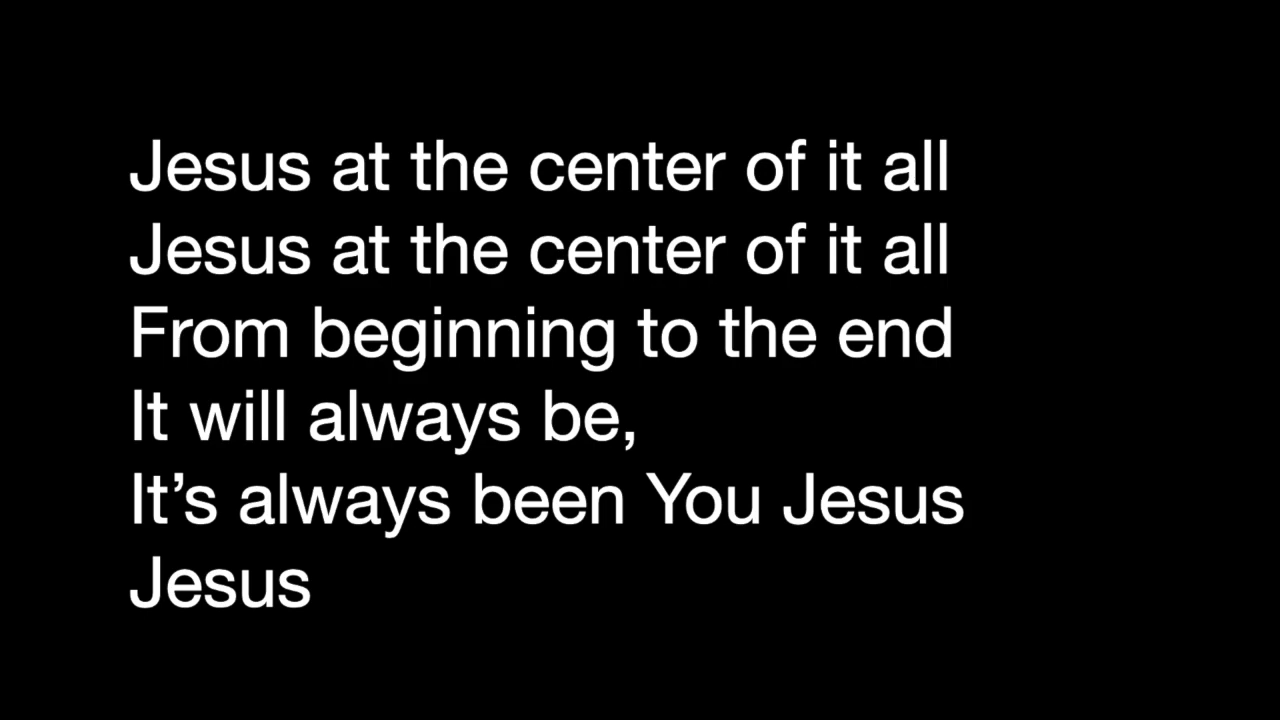 Jesus at the center of it all
Jesus at the center of it all
From beginning to the end
It will always be,
It’s always been You Jesus
Jesus